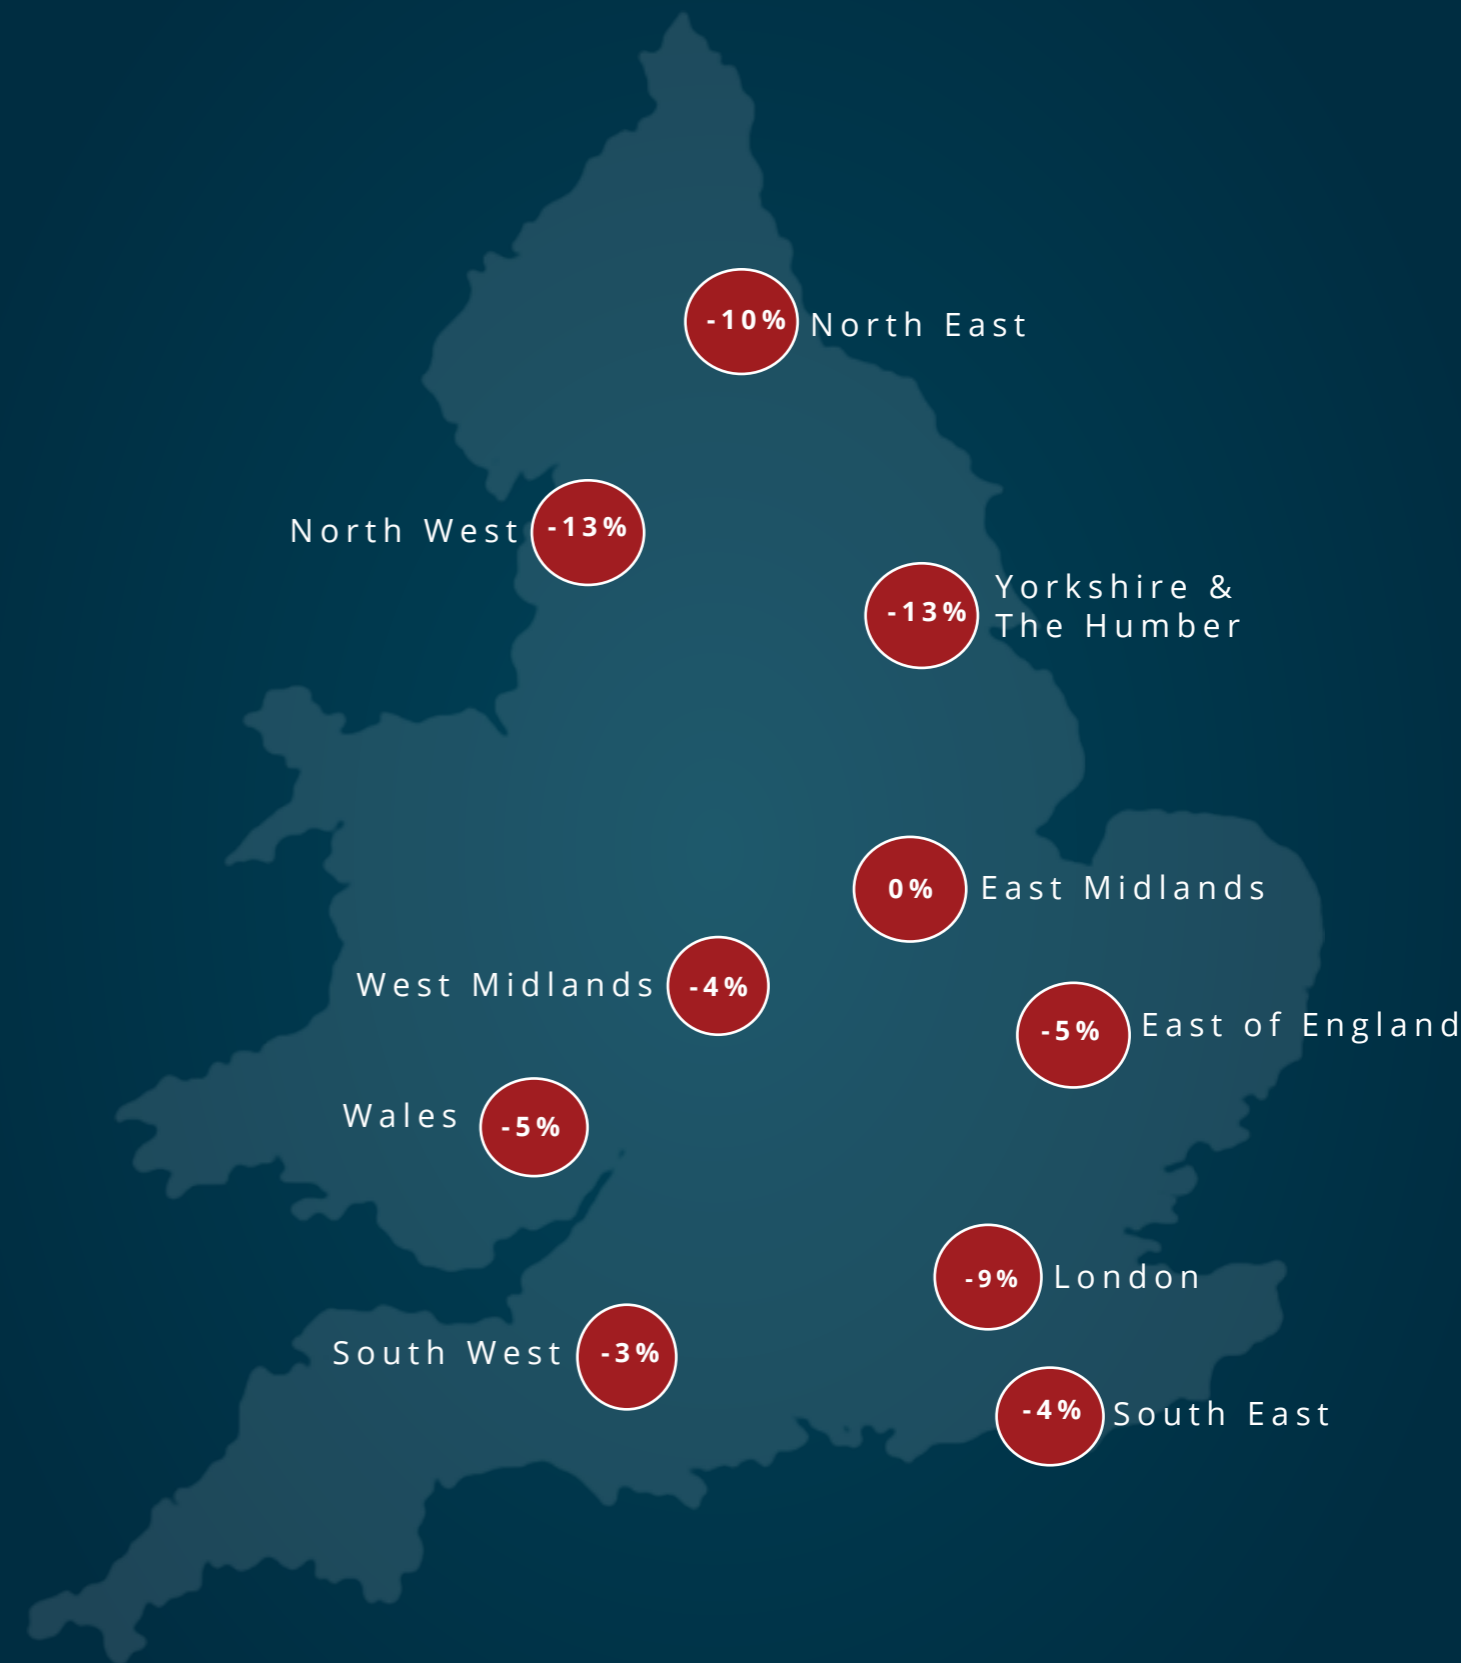 -10% North East
North West -13%
-13% Yorkshire &
The Humber
0% East Midlands
West Midlands -4%
-5% East of England
Wales -5%
-9% London
South West -3%
-4% South East